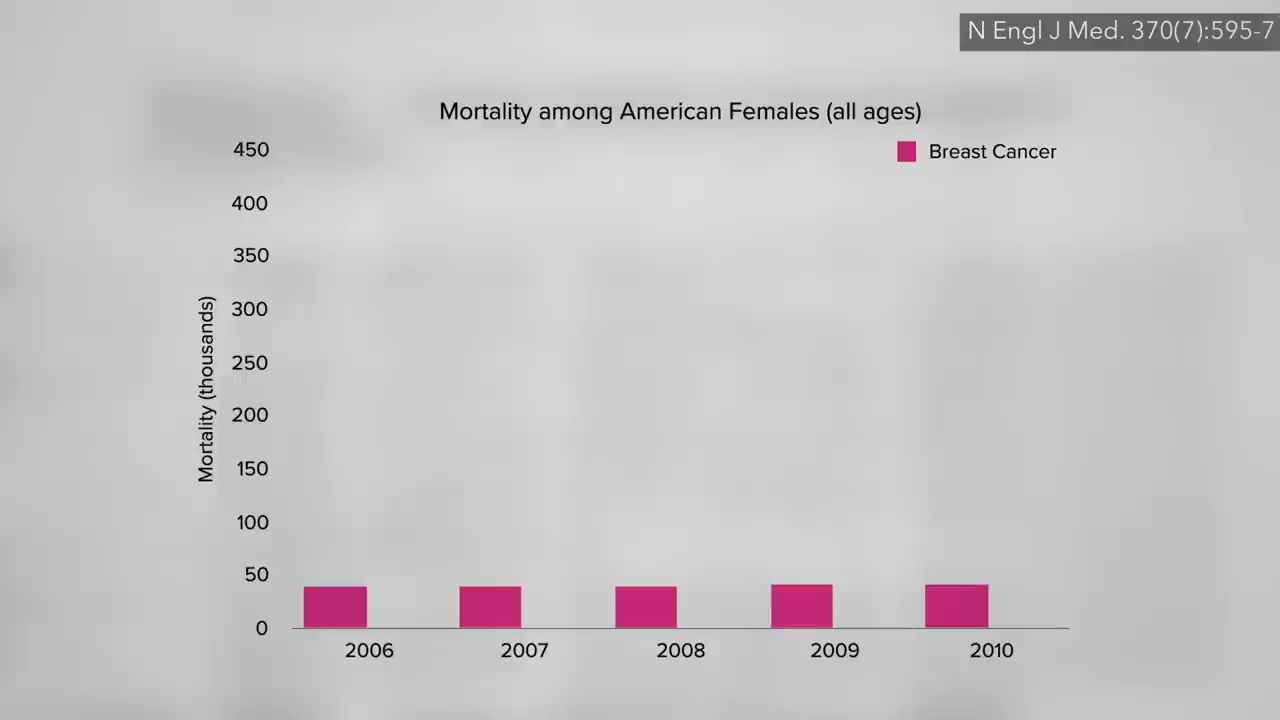 N Engl J Med. 370(7):595-7
Mortality among American Females (all ages)
Breast Cancer
Mortality (thousands)
450
400
350
300
250
200
150
100
50
0
2006 2007 2008 2009 2010